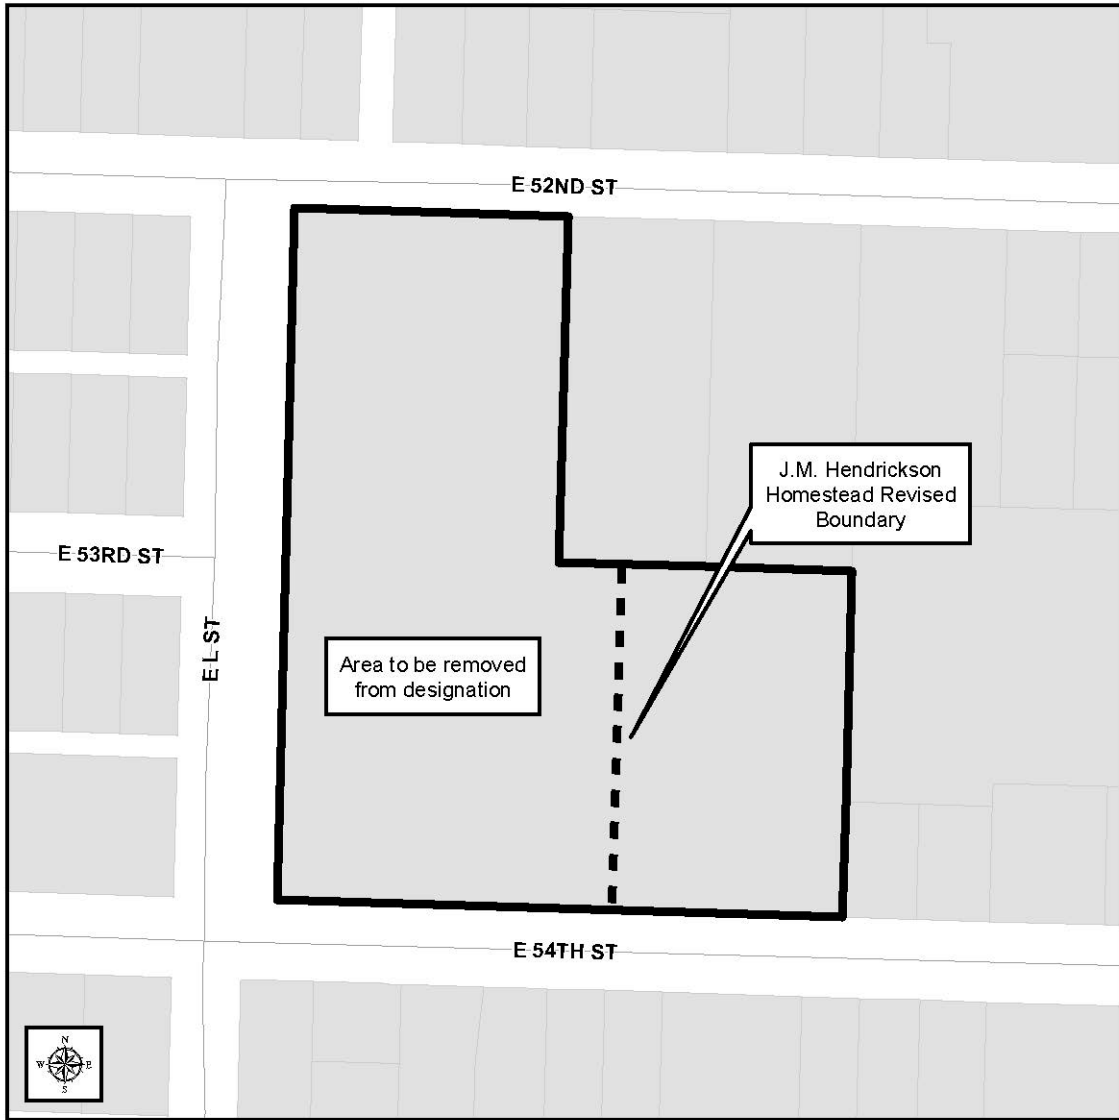 E 52ND ST
J.M. Hendrickson
Homestead Revised
Boundary
E 53RD ST
E L ST
Area to be removed
from designation
E 54TH ST
N
W E
S